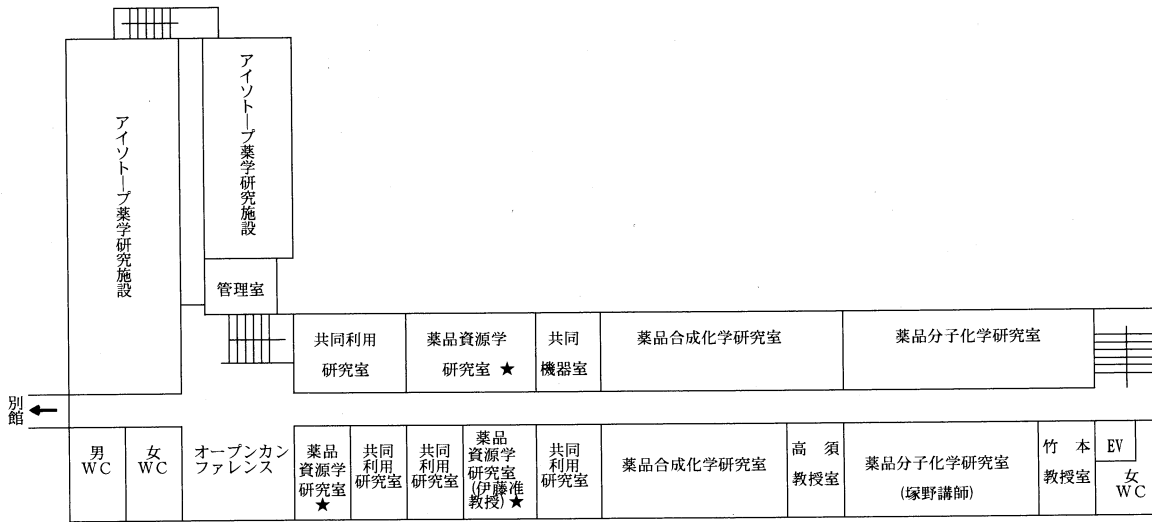 アイソトープ薬学研究施設
アイソトープ薬学研究施設
管理室
共同利用
研究室
薬品資源学
研究室 ★
共同
機器室
薬品合成化学研究室
薬品分子化学研究室
別館
男
WC
女
WC
オープンカン
ファレンス
薬品
資源学
研究室
★
共同
利用
研究室
共同
利用
研究室
薬品
資源学
研究室
(伊藤准
教授)★
共同
利用
研究室
薬品合成化学研究室
高須
教授室
薬品分子化学研究室
(塚野講師)
竹本
教授室
EV
女
WC